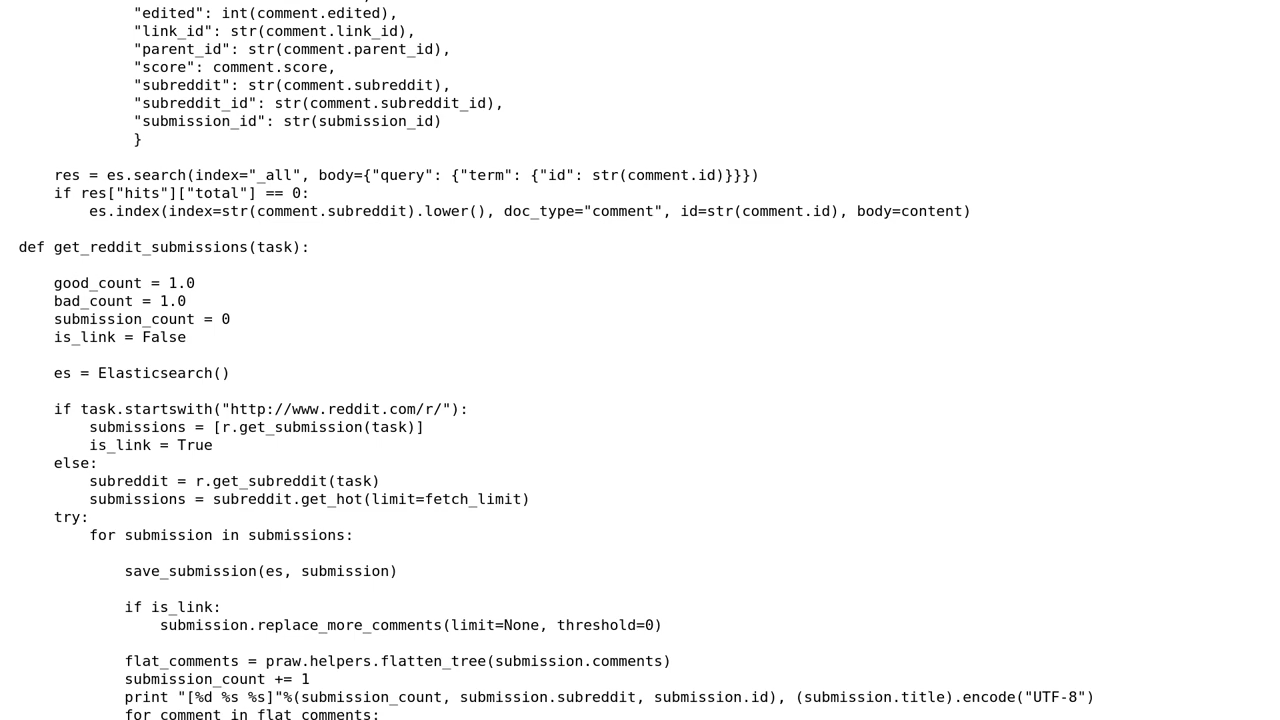 "edited": int(comment.edited),
"link_id": str(comment.link_id),
"parent_id": str(comment.parent_id),
"score": comment.score,
"subreddit": str(comment.subreddit),
"subreddit_id": str(comment.subreddit_id),
"submission_id": str(submission_id)
}
res = es.search(index="_all", body={"query": {"term": {"id": str(comment.id)}}})
if res["hits"]["total"] == 0:
es.index(index=str(comment.subreddit).lower(), doc_type="comment", id=str(comment.id), body=content)
def get_reddit_submissions(task):
good_count = 1.0
bad_count = 1.0
submission_count = 0
is_link = False
es = Elasticsearch()
if task.startswith("http://www.reddit.com/r/"):
submissions = [r.get_submission(task)]
is_link = True
else:
subreddit = r.get_subreddit(task)
submissions = subreddit.get_hot(limit=fetch_limit)
try:
for submission in submissions:
save_submission(es, submission)
if is_link:
submission.replace_more_comments(limit=None, threshold=0)
flat_comments = praw.helpers.flatten_tree(submission.comments)
submission_count += 1
print "[%d %s %s]"%(submission_count, submission.subreddit, submission.id), (submission.title).encode("UTF-8")
for comment in flat_comments: